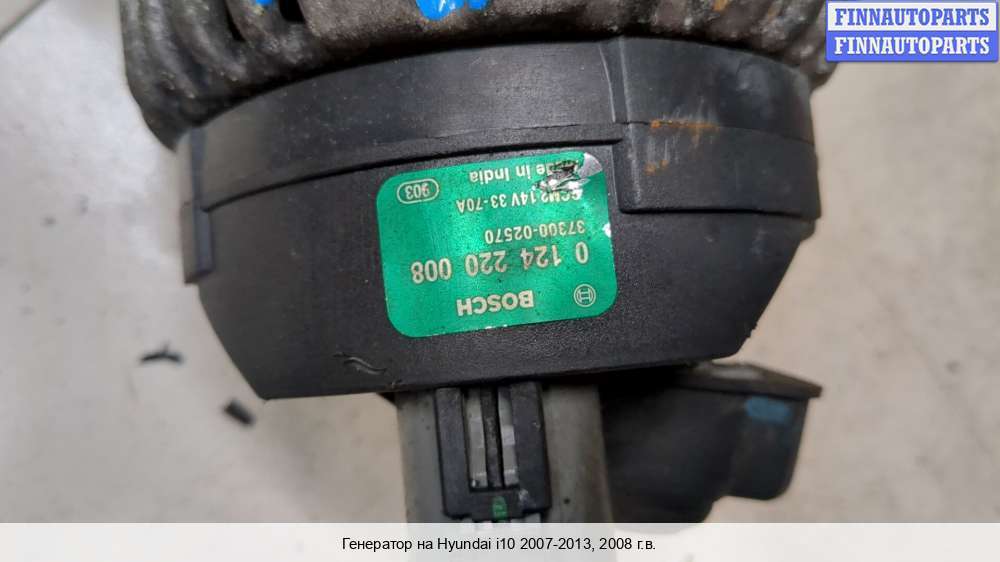 FINNAUTOPARTS
FINNAUTOPARTS
BOSCH
0 124 220 008
37300-02570
14V 33-70A
in India
903
Генератор на Hyundai i10 2007-2013, 2008 г.в.